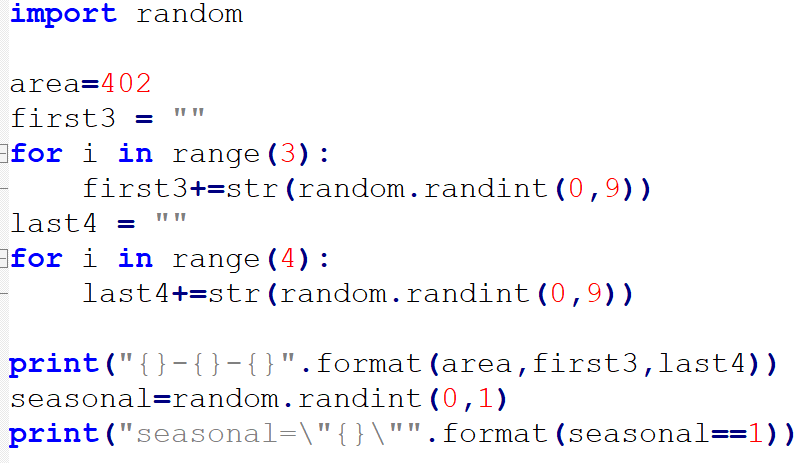 import random
area=402
first3 = ""
for i in range(3):
    first3+=str(random.randint(0,9))
last4 = ""
for i in range(4):
    last4+=str(random.randint(0,9))
print("{}-{}-{}".format(area,first3,last4))
seasonal=random.randint(0,1)
print("seasonal=\"{}\"".format(seasonal==1))